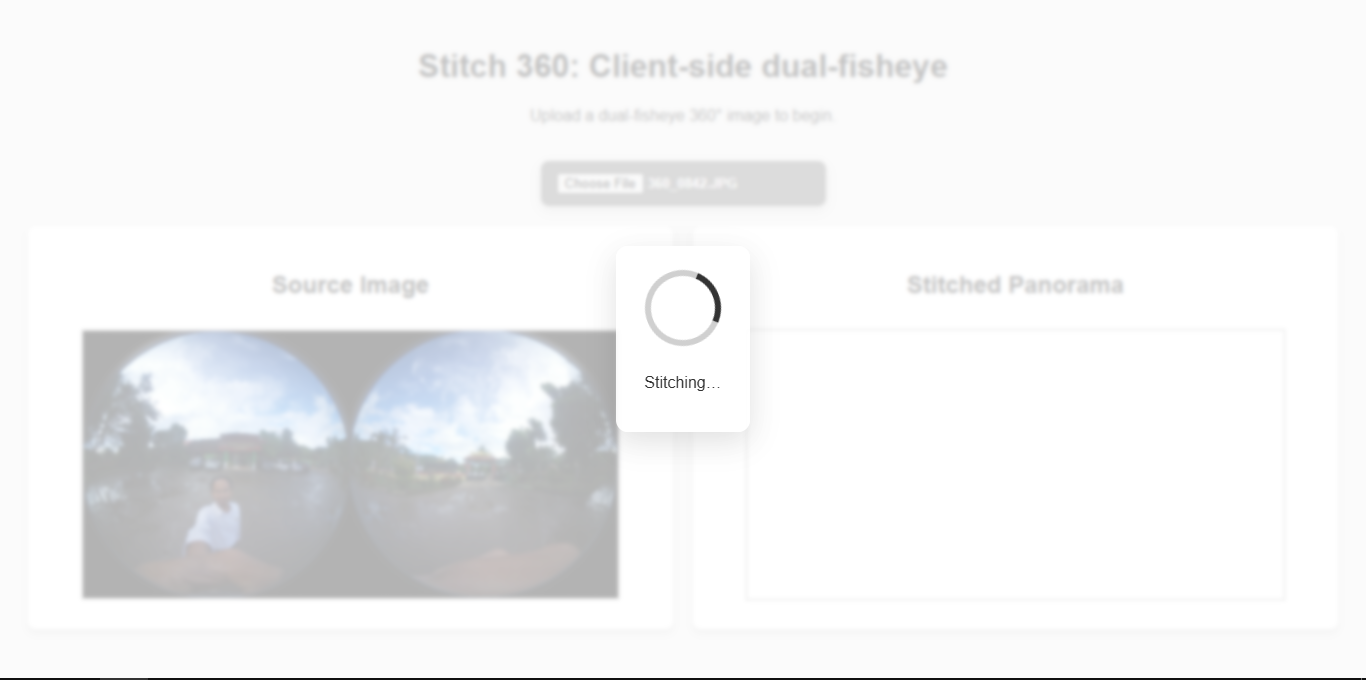 Stitch 360: Client-side dual-fisheye
Upload a dual-fisheye 360° image to begin.
Choose File
Source Image
Stitched Panorama
Stitching…